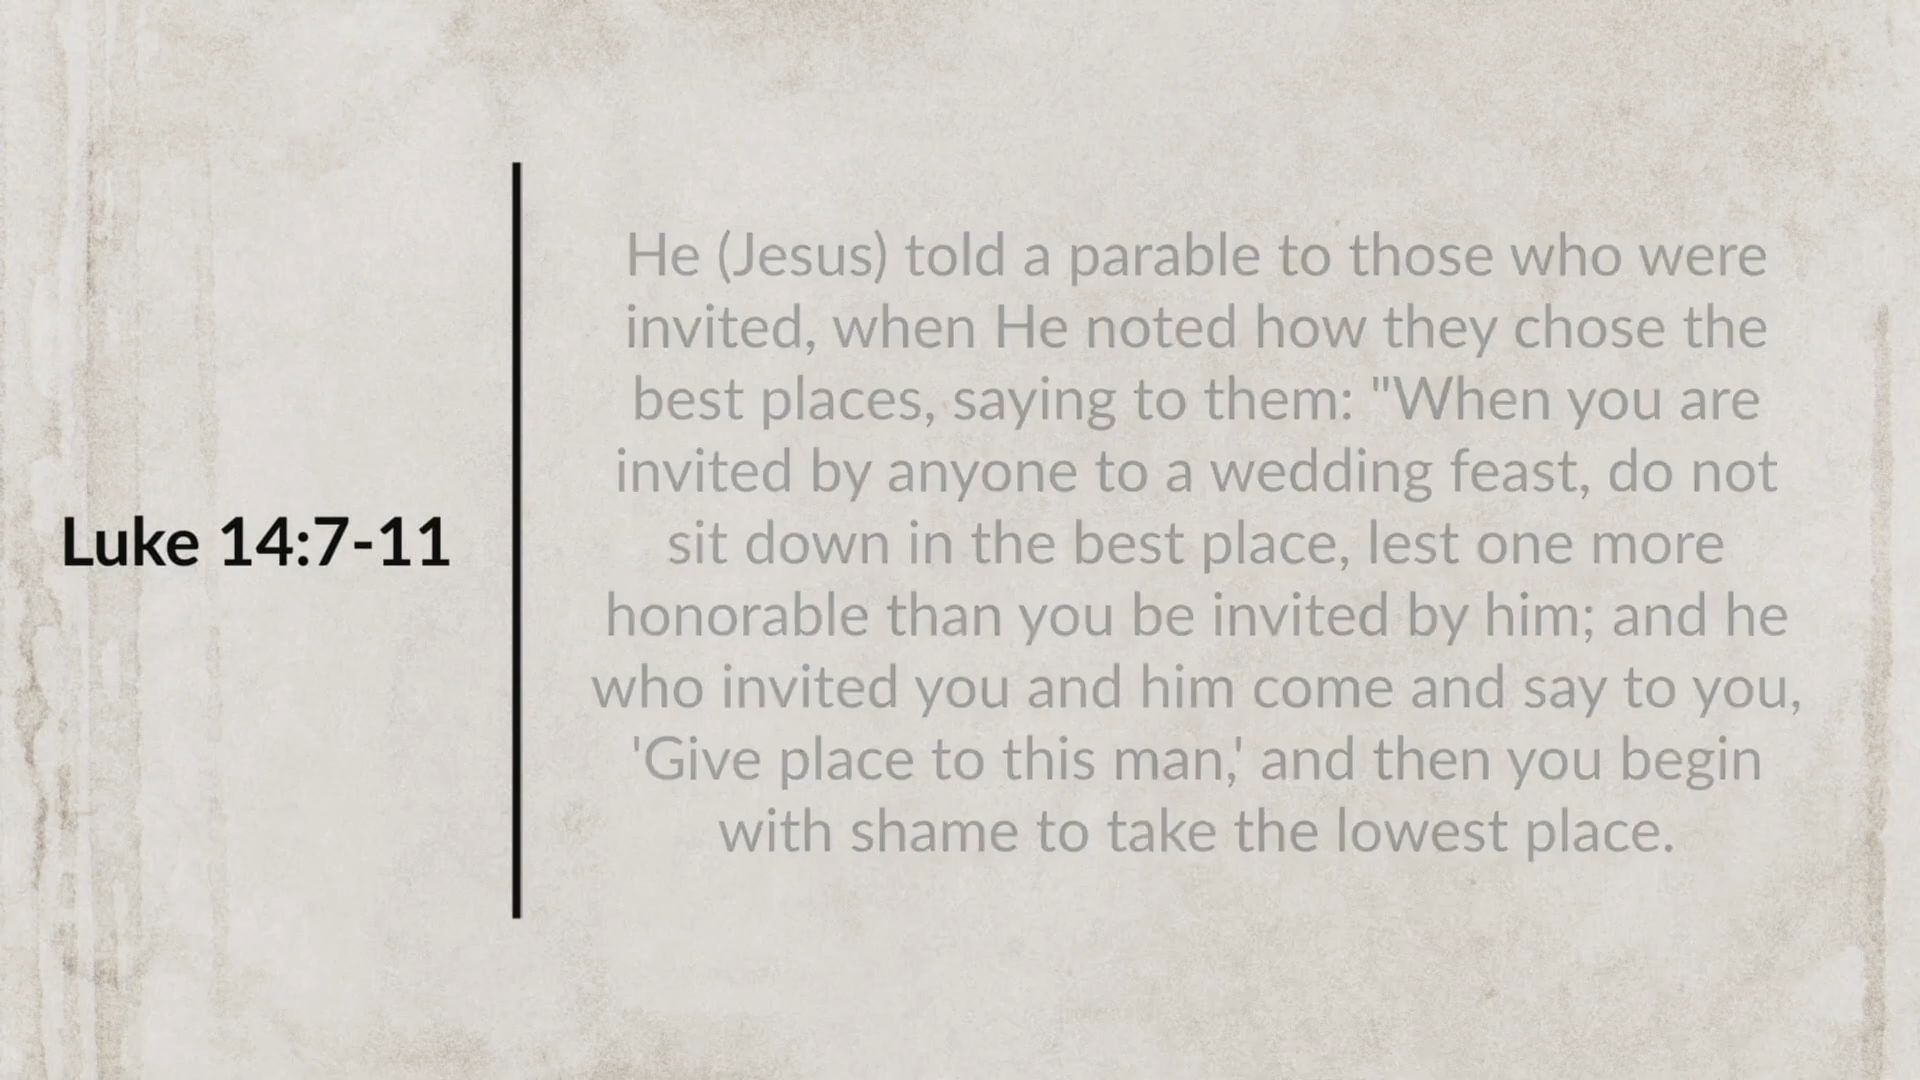 Luke 14:7-11
He (Jesus) told a parable to those who were
invited, when He noted how they chose the
best places, saying to them: "When you are
invited by anyone to a wedding feast, do not
sit down in the best place, lest one more
honorable than you be invited by him; and he
who invited you and him come and say to you,
'Give place to this man,' and then you begin
with shame to take the lowest place.